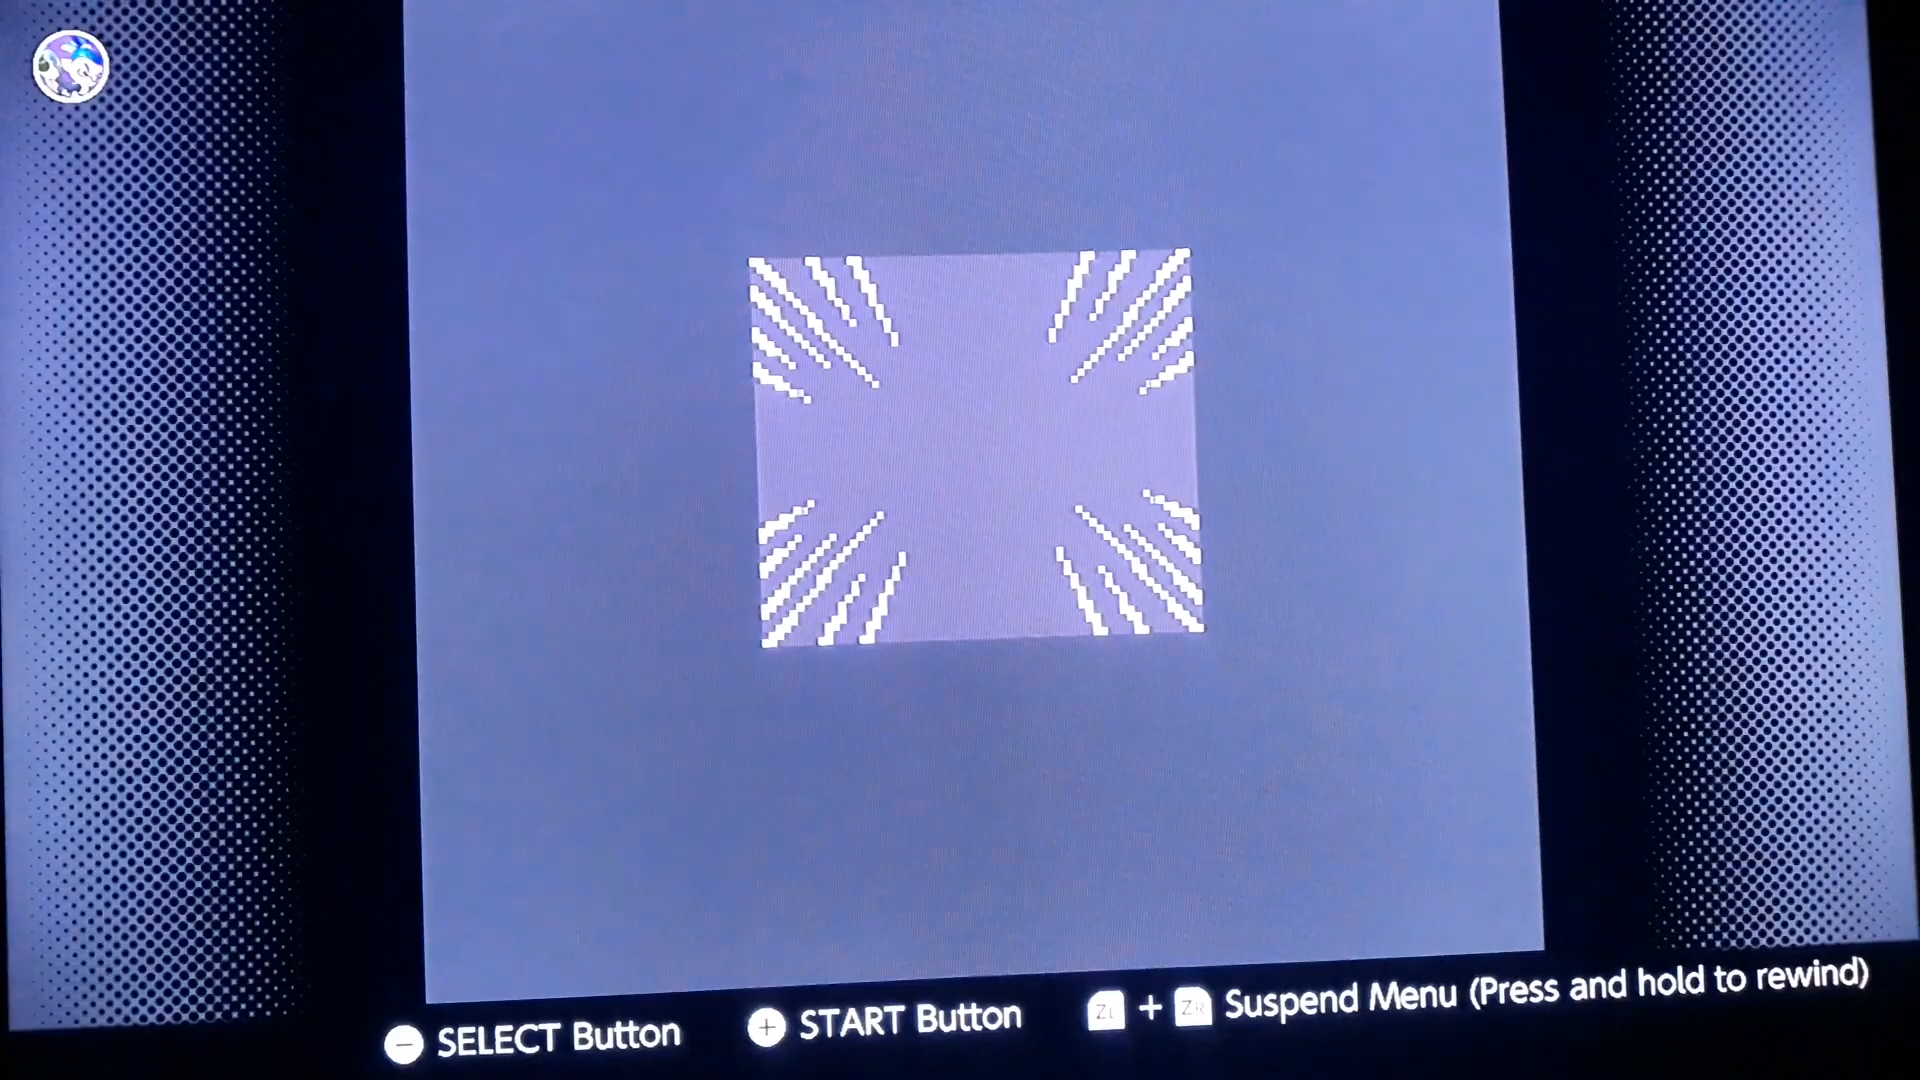 SELECT Button
START Button
ZL + ZR Suspend Menu (Press and hold to rewind)